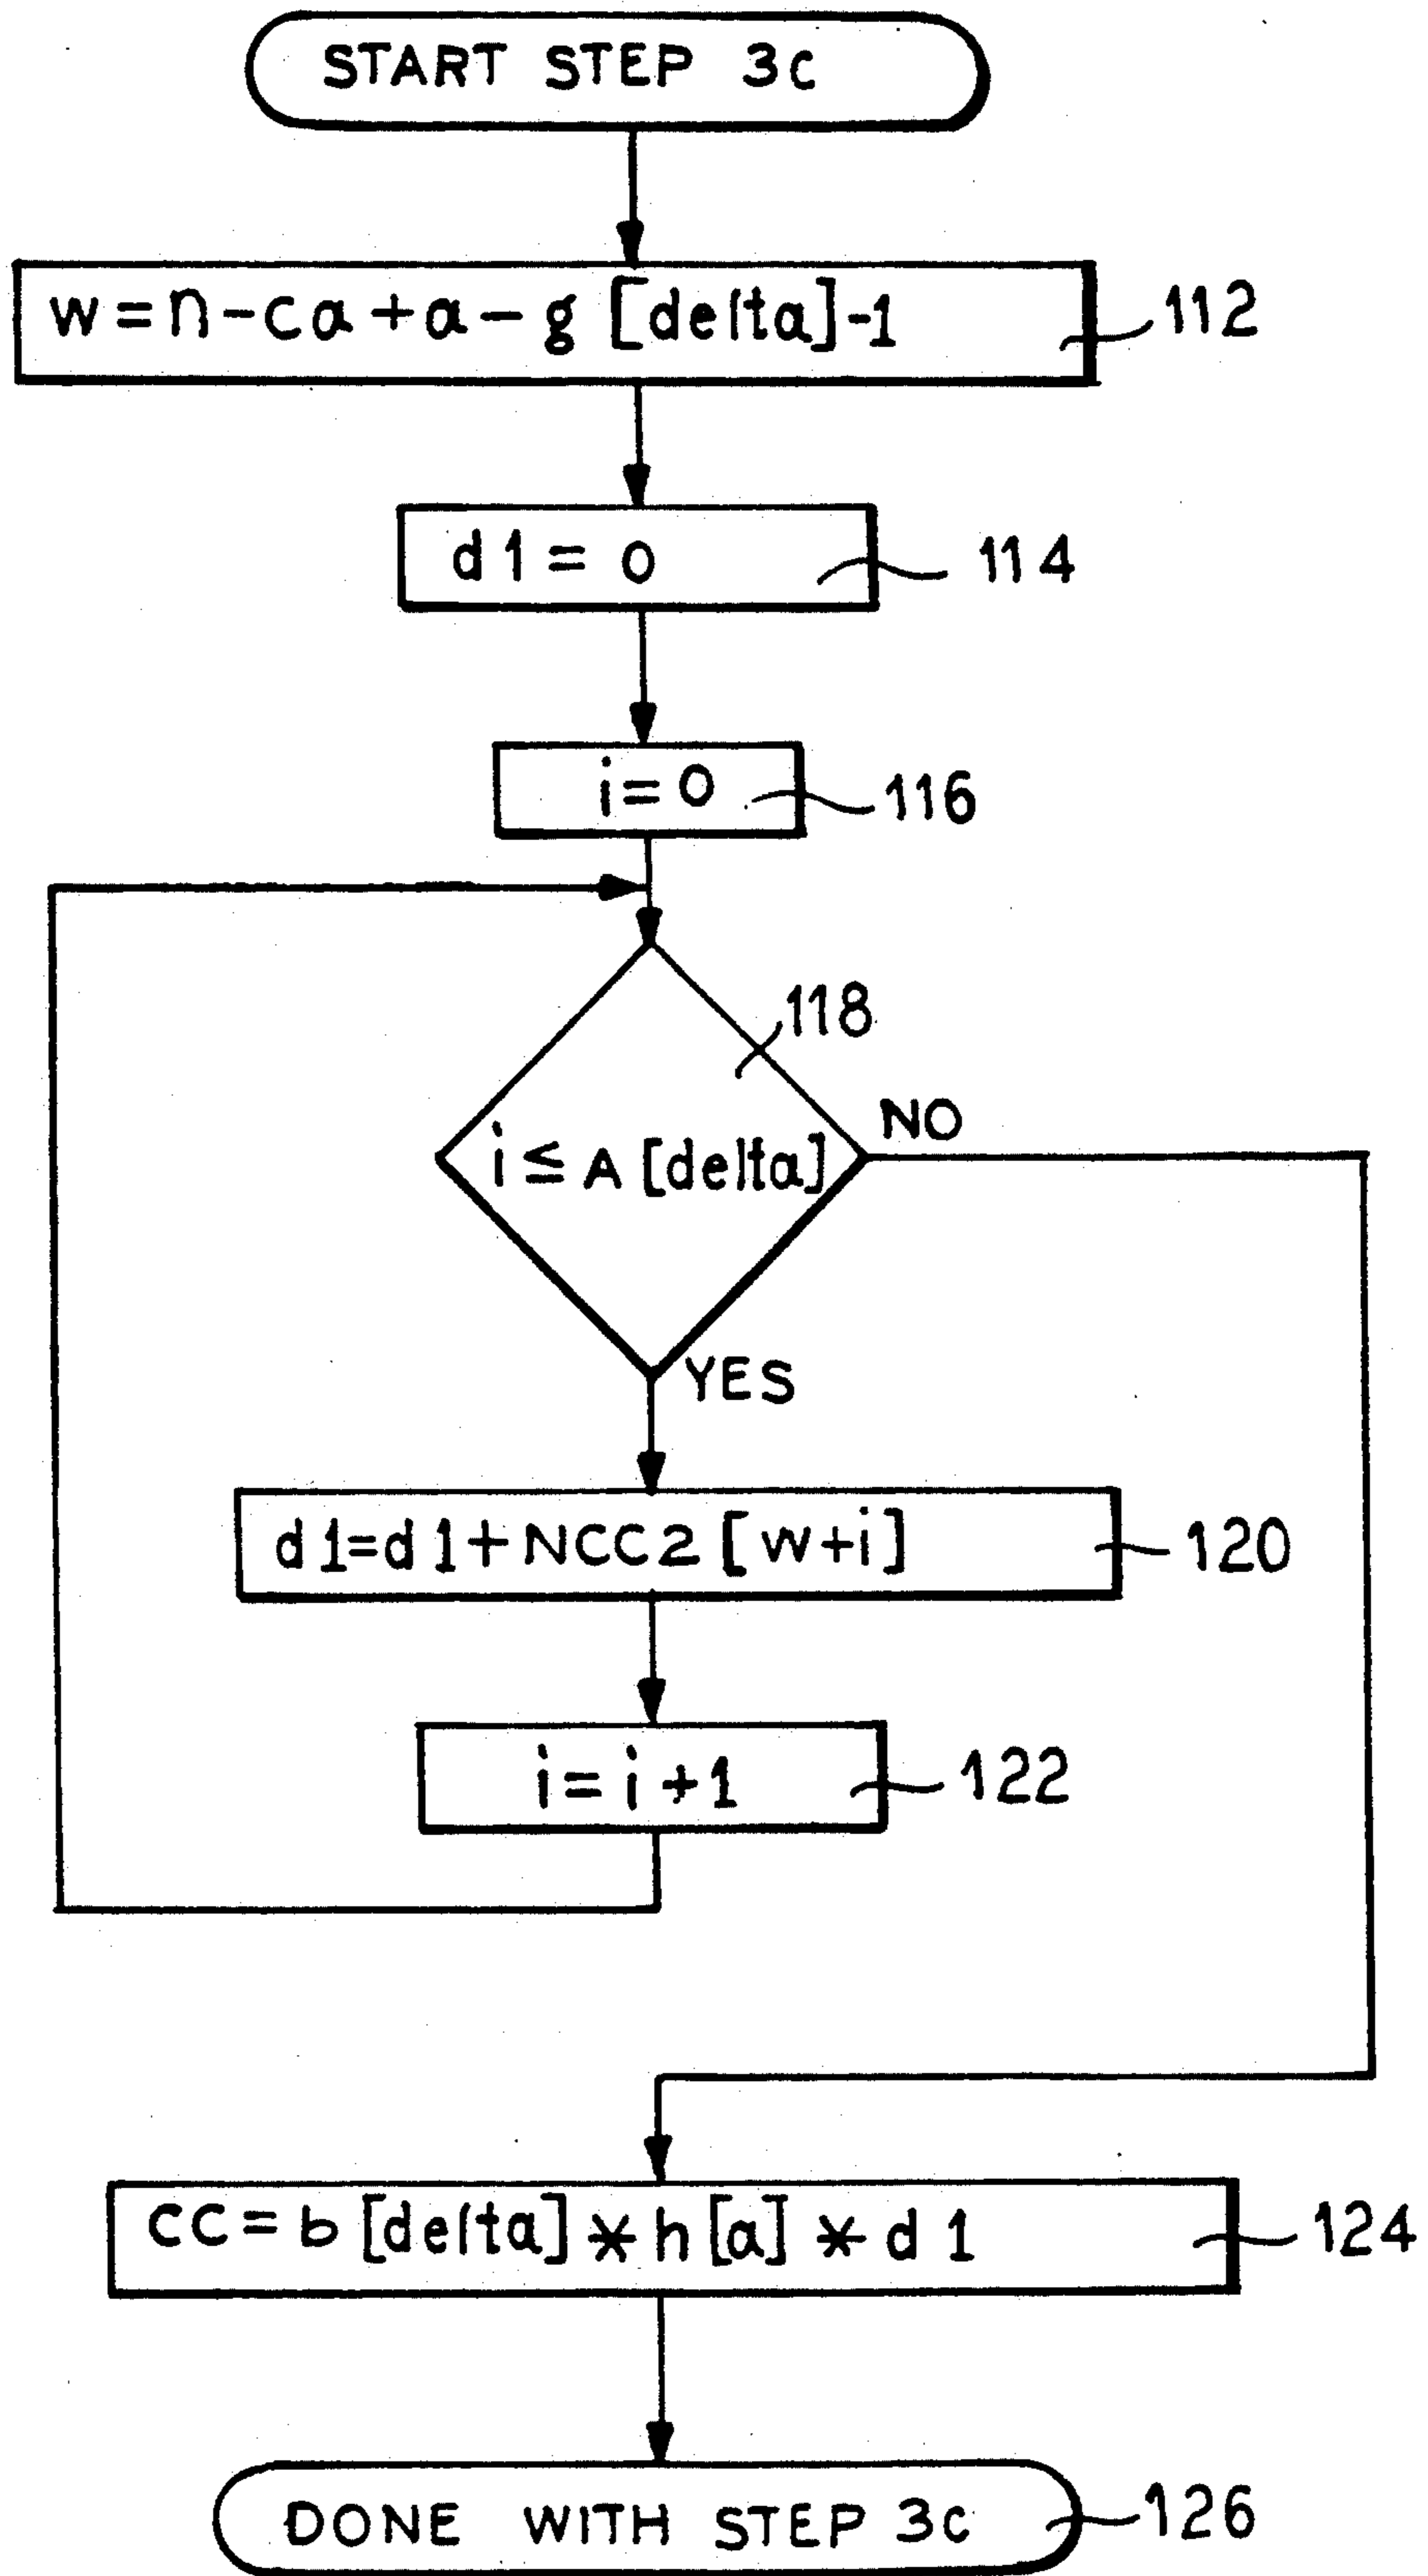 START STEP 3c
w=n-ca+a-g [delta]-1
112
d1=0
114
i=0
116
118
i≤A[delta]
NO
YES
d1=d1+NCC2[w+i]
120
i=i+1
122
cc=b[delta]*h[a]*d1
124
DONE WITH STEP 3c
126